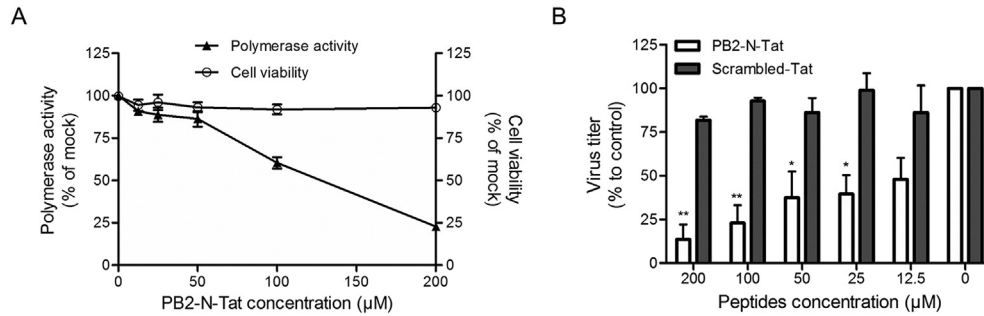 A
Polymerase activity
Cell viability
125
100
75
50
25
0
Polymerase activity
(% of mock)
125
100
75
50
25
0
Cell viability
(% of mock)
0
50
100
150
200
PB2-N-Tat concentration (μM)
B
PB2-N-Tat
Scrambled-Tat
125
100
75
50
25
0
Virus titer
(% to control)
**
**
*
*
200
100
50
25
12.5
0
Peptides concentration (μM)